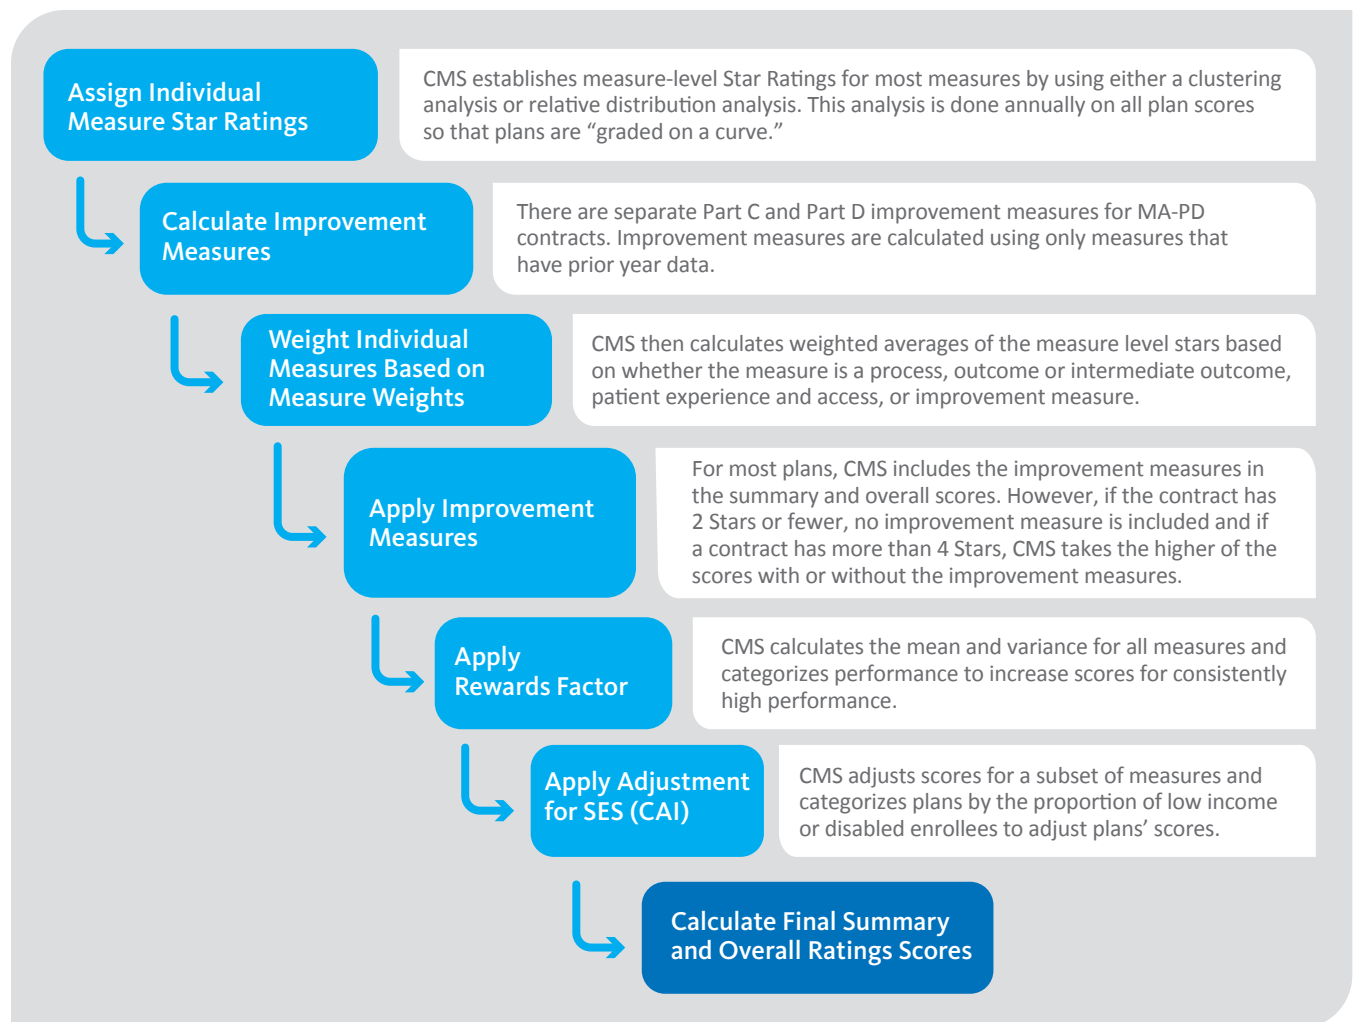 Assign Individual
Measure Star Ratings
CMS establishes measure-level Star Ratings for most measures by using either a clustering
analysis or relative distribution analysis. This analysis is done annually on all plan scores
so that plans are “graded on a curve.”
Calculate Improvement
Measures
There are separate Part C and Part D improvement measures for MA-PD
contracts. Improvement measures are calculated using only measures that
have prior year data.
Weight Individual
Measures Based on
Measure Weights
CMS then calculates weighted averages of the measure level stars based
on whether the measure is a process, outcome or intermediate outcome,
patient experience and access, or improvement measure.
Apply Improvement
Measures
For most plans, CMS includes the improvement measures in
the summary and overall scores. However, if the contract has
2 Stars or fewer, no improvement measure is included and if
a contract has more than 4 Stars, CMS takes the higher of the
scores with or without the improvement measures.
Apply
Rewards Factor
CMS calculates the mean and variance for all measures and
categorizes performance to increase scores for consistently
high performance.
Apply Adjustment
for SES (CAI)
CMS adjusts scores for a subset of measures and
categorizes plans by the proportion of low income
or disabled enrollees to adjust plans’ scores.
Calculate Final Summary
and Overall Ratings Scores